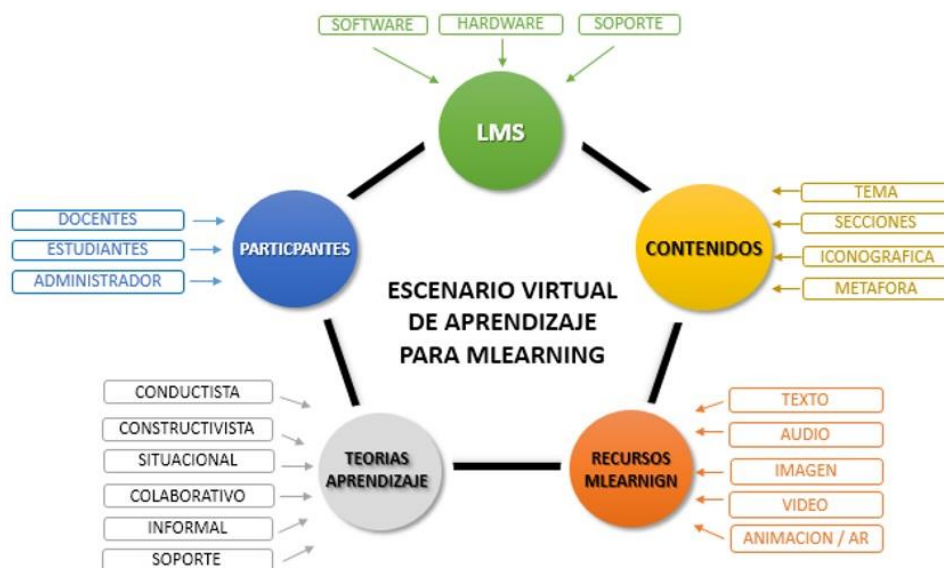 SOFTWARE
HARDWARE
SOPORTE
LMS
DOCENTES
ESTUDIANTES
ADMINISTRADOR
PARTICPANTES
CONTENIDOS
TEMA
SECCIONES
ICONOGRAFICA
METAFORA
ESCENARIO VIRTUAL
DE APRENDIZAJE
PARA MLEARNING
CONDUCTISTA
CONSTRUCTIVISTA
SITUACIONAL
COLABORATIVO
INFORMAL
SOPORTE
TEORIAS
APRENDIZAJE
RECURSOS
MLEARNIGN
TEXTO
AUDIO
IMAGEN
VIDEO
ANIMACION / AR